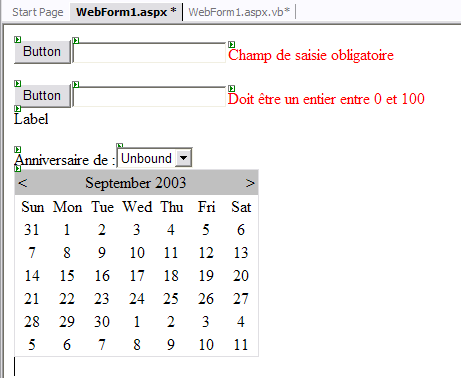 Start Page WebForm1.aspx * WebForm1.aspx.vb*
Button Champ de saisie obligatoire
Button Doit être un entier entre 0 et 100
Label
Anniversaire de : Unbound
< September 2003 >
Sun Mon Tue Wed Thu Fri Sat
31 1 2 3 4 5 6
7 8 9 10 11 12 13
14 15 16 17 18 19 20
21 22 23 24 25 26 27
28 29 30 1 2 3 4
5 6 7 8 9 10 11